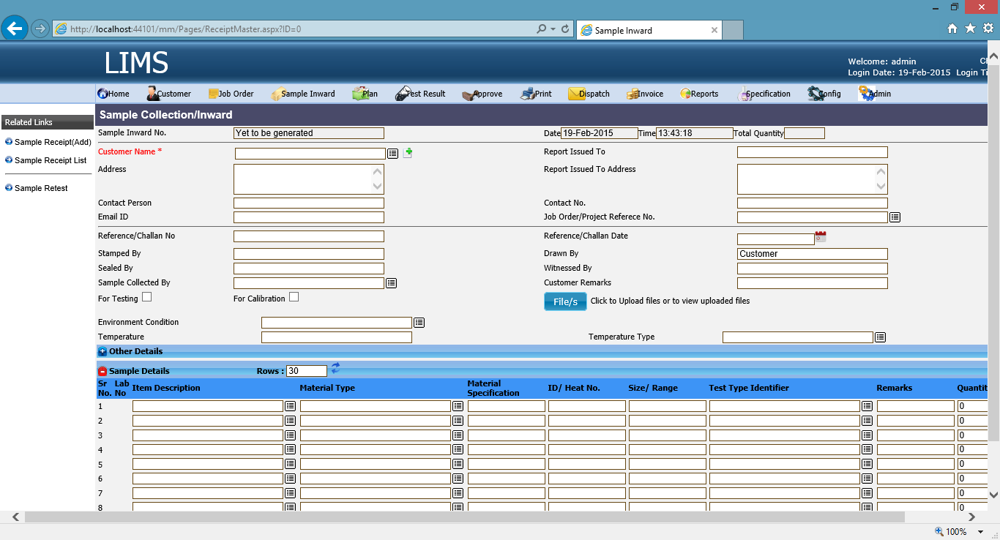 http://localhost:44101/mm/Pages/ReceiptMaster.aspx?ID=0
Sample Inward
LIMS
Welcome: admin
Login Date: 19-Feb-2015 Login Ti
Home Customer Job Order Sample Inward Plan Test Result Approve Print Dispatch Invoice Reports Specification Config Admin
Related Links
Sample Receipt(Add)
Sample Receipt List
Sample Retest
Sample Collection/Inward
Sample Inward No. Yet to be generated Date 19-Feb-2015 Time 13:43:18 Total Quantity
Customer Name * Report Issued To
Address Report Issued To Address
Contact Person Contact No.
Email ID Job Order/Project Referece No.
Reference/Challan No Reference/Challan Date
Stamped By Drawn By Customer
Sealed By Witnessed By
Sample Collected By Customer Remarks
For Testing For Calibration File/s Click to Upload files or to view uploaded files
Environment Condition
Temperature Temperature Type
Other Details
Sample Details Rows : 30
Sr No. Lab No Item Description Material Type Material Specification ID/ Heat No. Size/ Range Test Type Identifier Remarks Quantit
1 0
2 0
3 0
4 0
5 0
6 0
7 0
8 0
100%